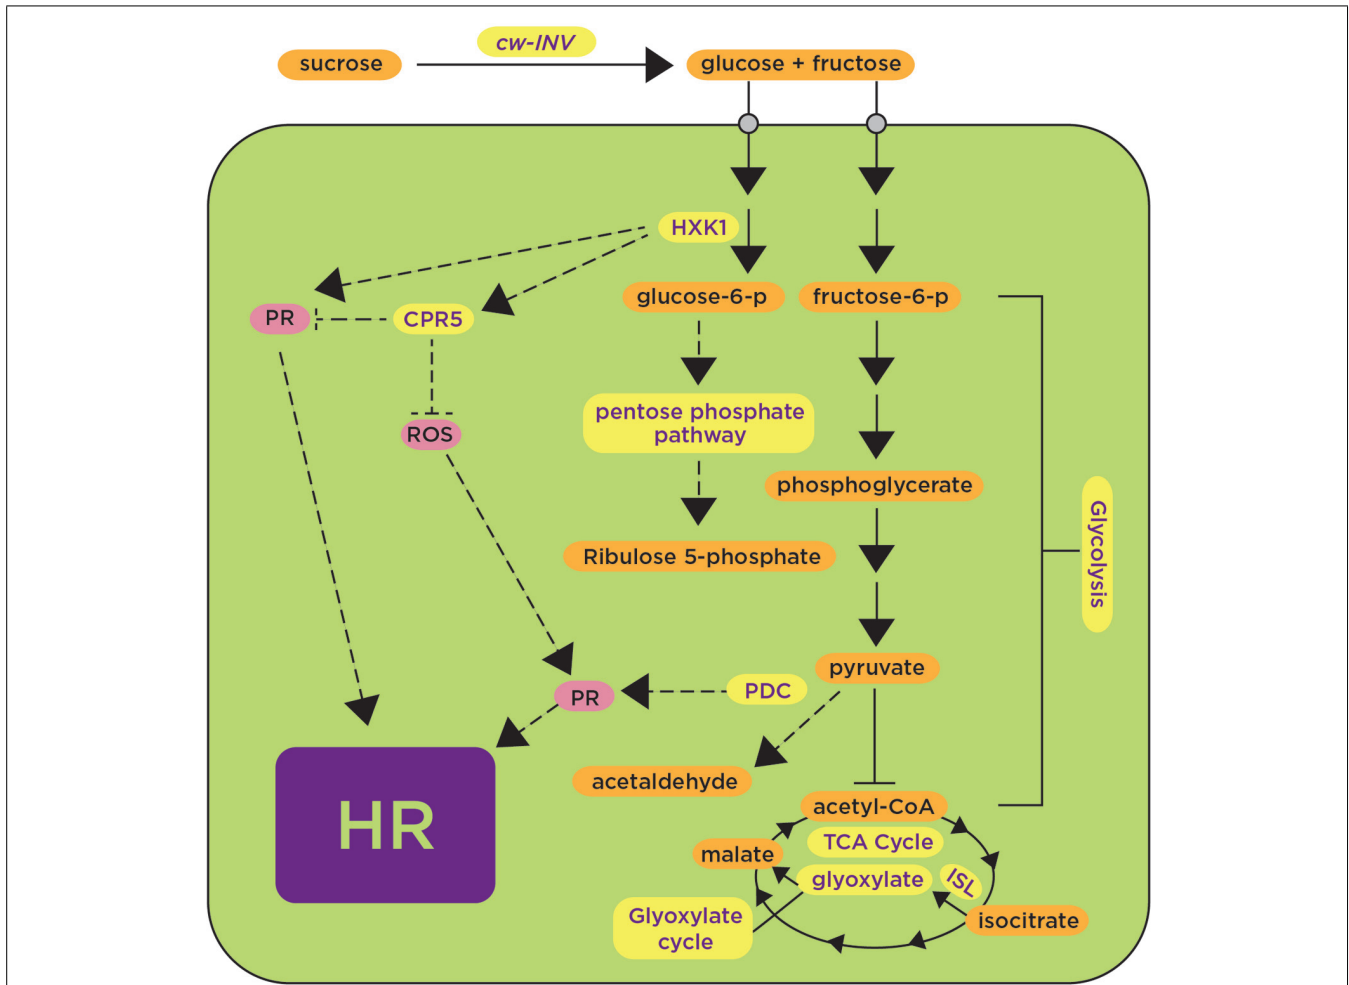 cw-INV
sucrose
glucose + fructose
HXK1
glucose-6-p
fructose-6-p
PR
CPR5
pentose phosphate
pathway
ROS
phosphoglycerate
Glycolysis
Ribulose 5-phosphate
pyruvate
PDC
PR
acetaldehyde
acetyl-CoA
HR
TCA Cycle
malate
glyoxylate
ISL
Glyoxylate
cycle
isocitrate